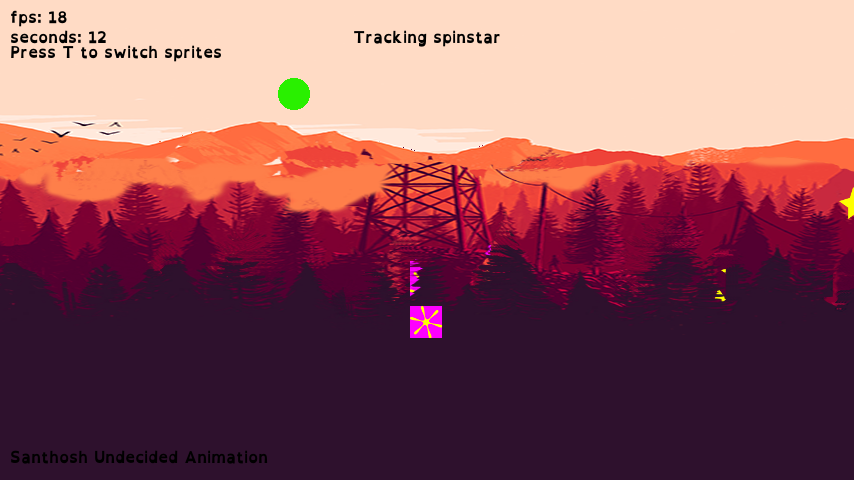 fps: 18
seconds: 12
Press T to switch sprites
Tracking spinstar
Santhosh Undecided Animation